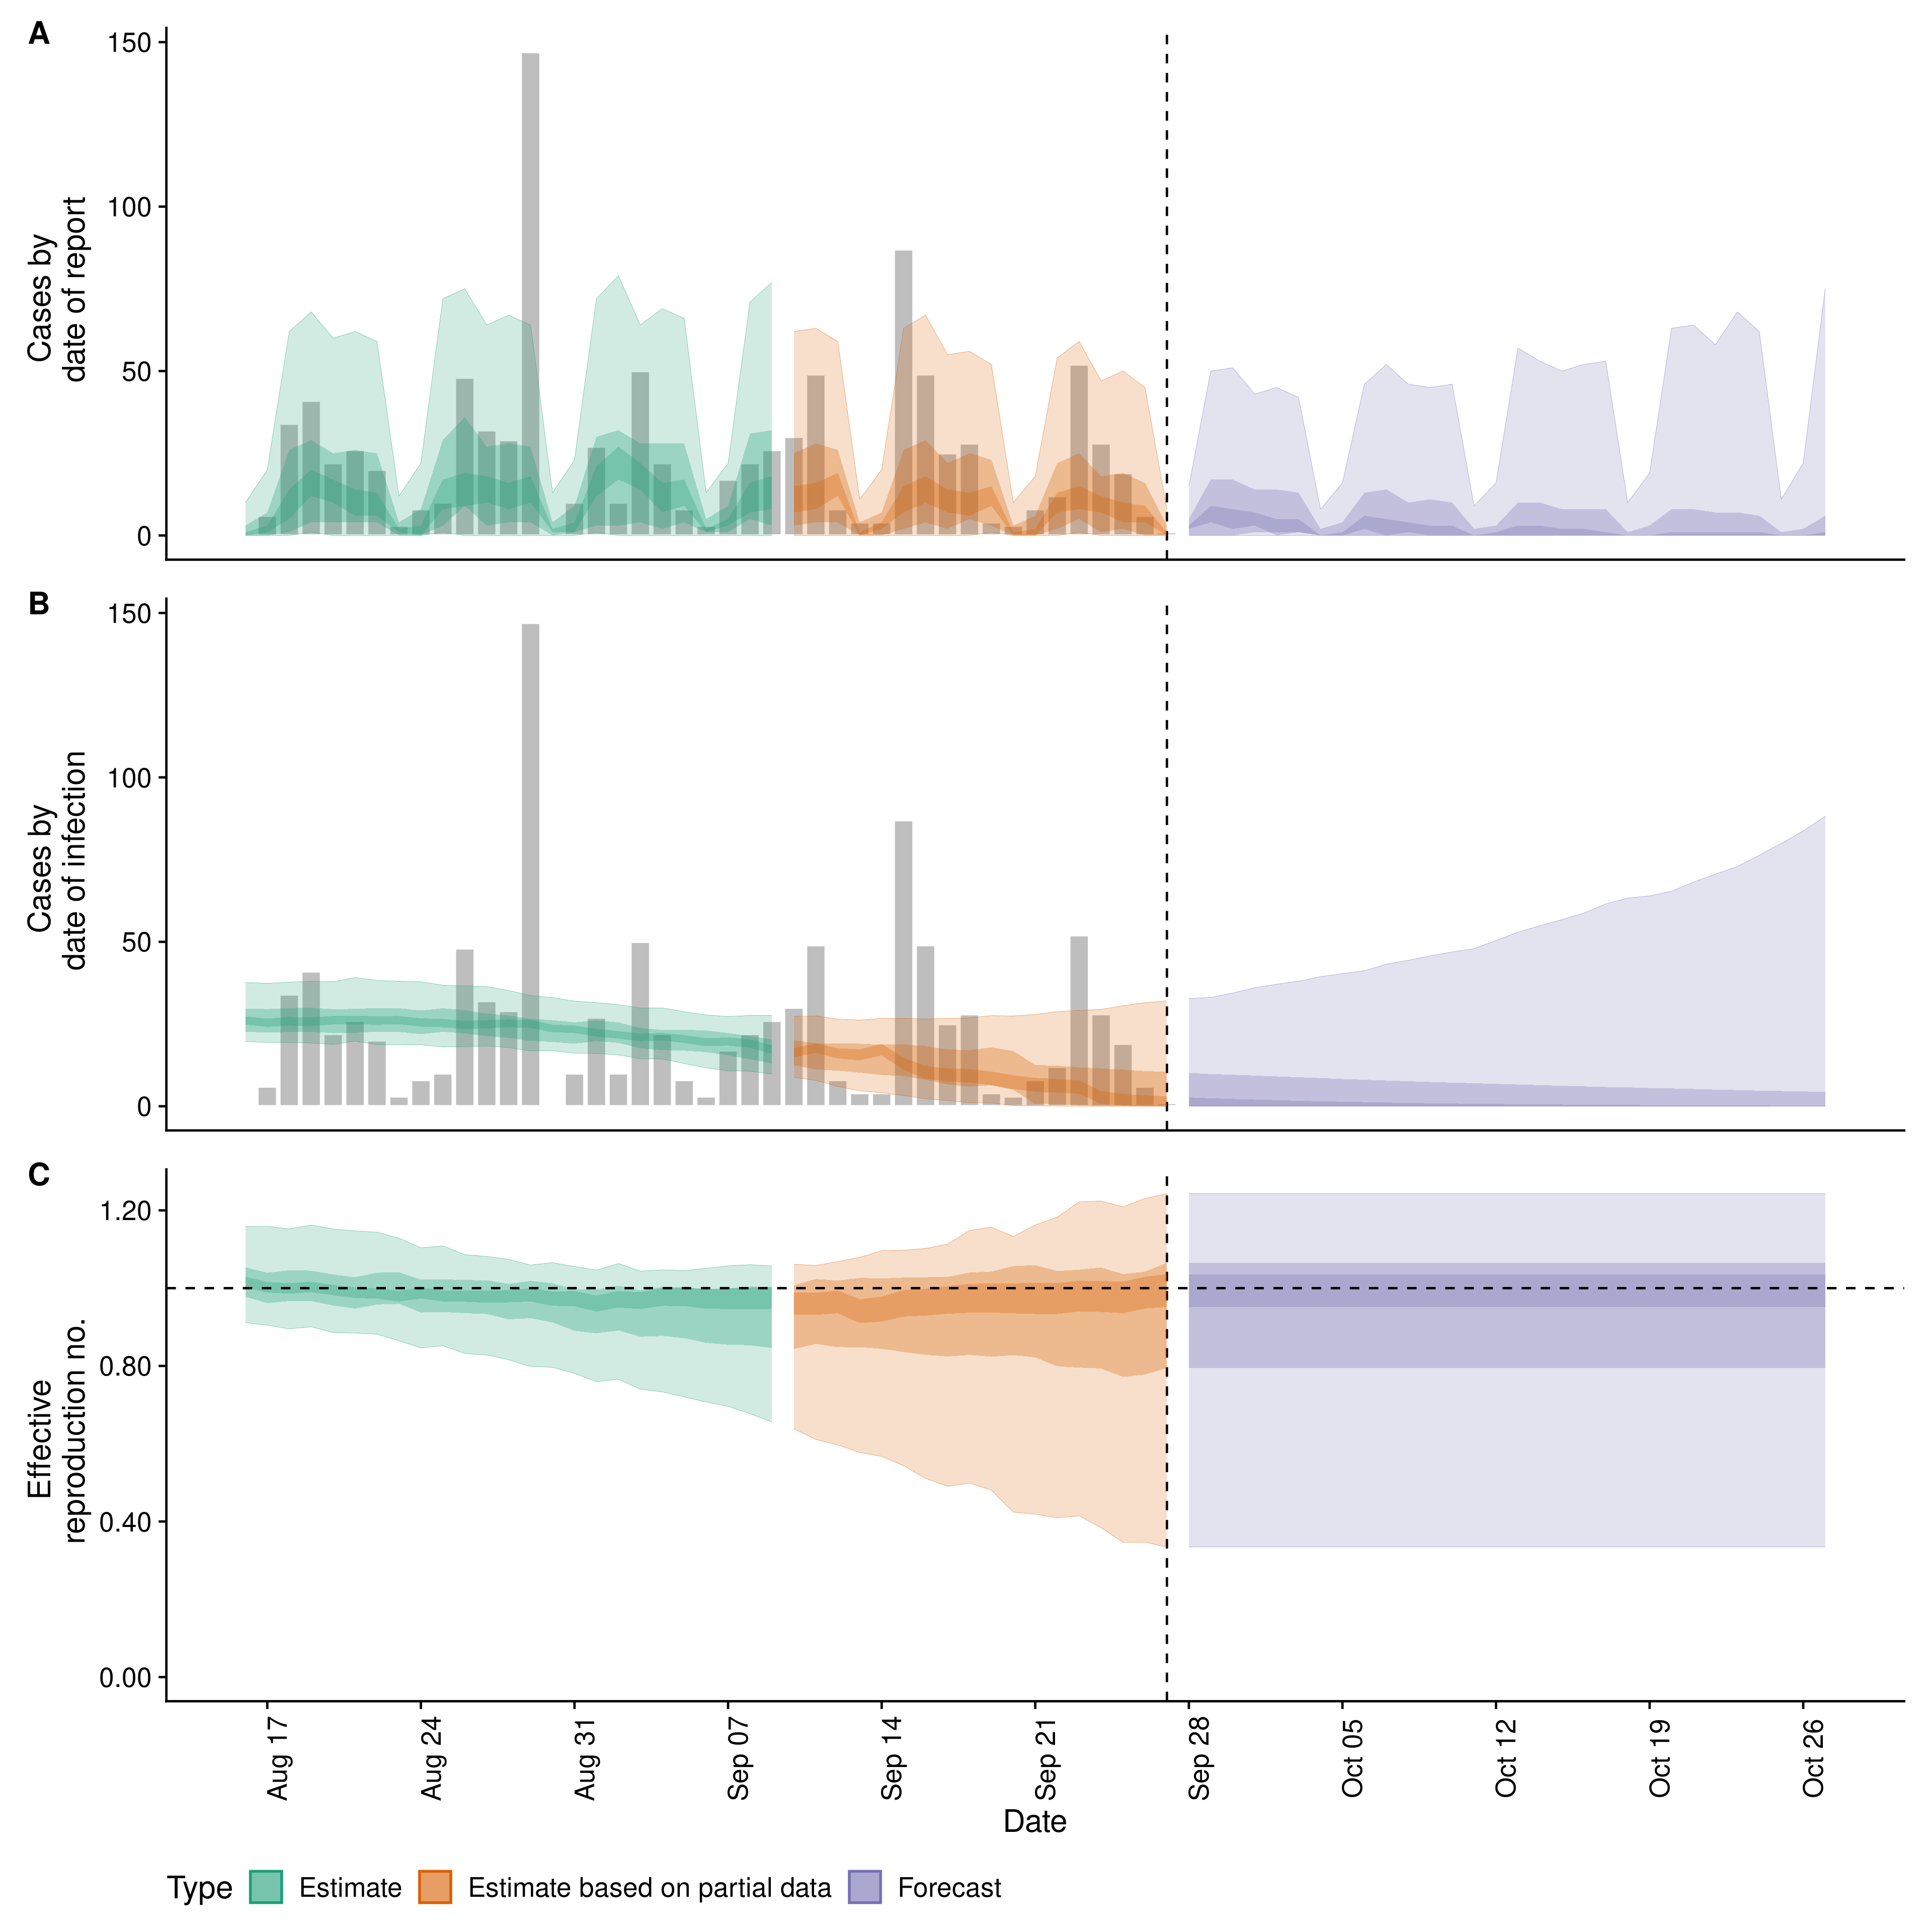 A
150
100
50
0
Cases by
date of report
B
150
100
50
0
Cases by
date of infection
C
1.20
0.80
0.40
0.00
Effective
reproduction no.
Aug 17
Aug 24
Aug 31
Sep 07
Sep 14
Sep 21
Sep 28
Oct 05
Oct 12
Oct 19
Oct 26
Date
Type Estimate Estimate based on partial data Forecast